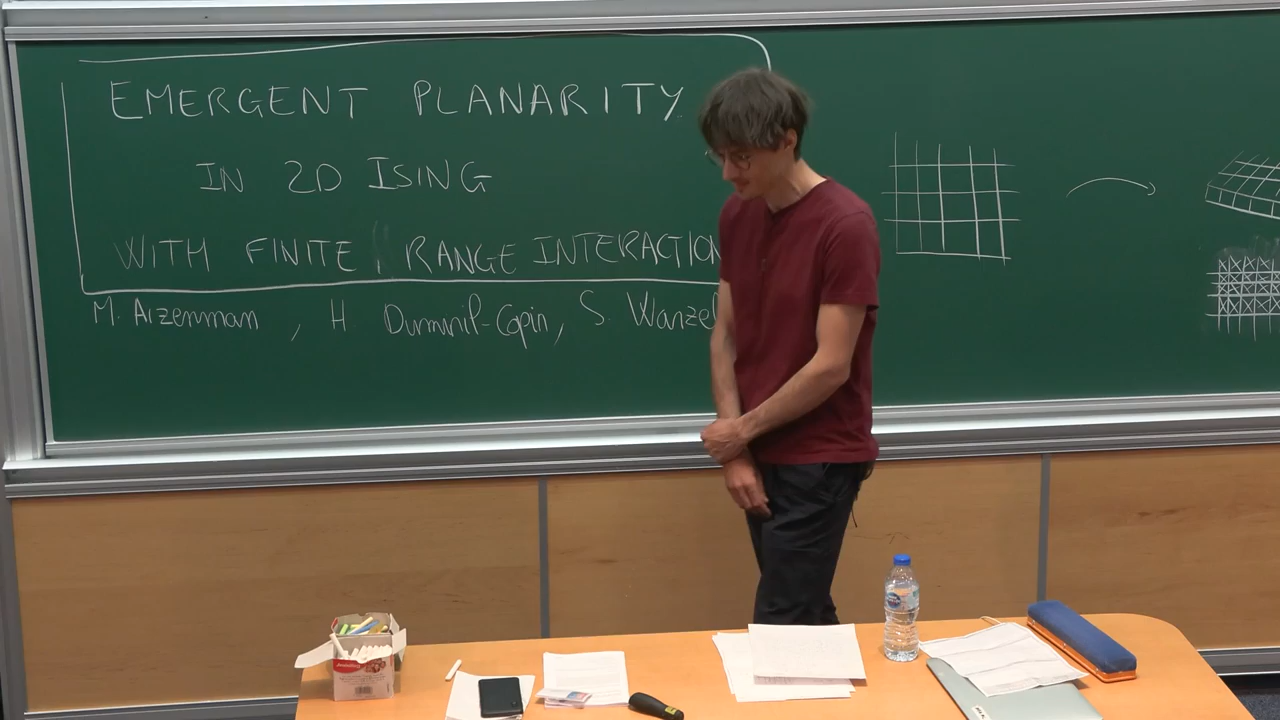 EMERGENT PLANARITY
IN 2D ISING
WITH FINITE RANGE INTERACTION
M. Aizenman, H Duminil-Copin, S. Warzel